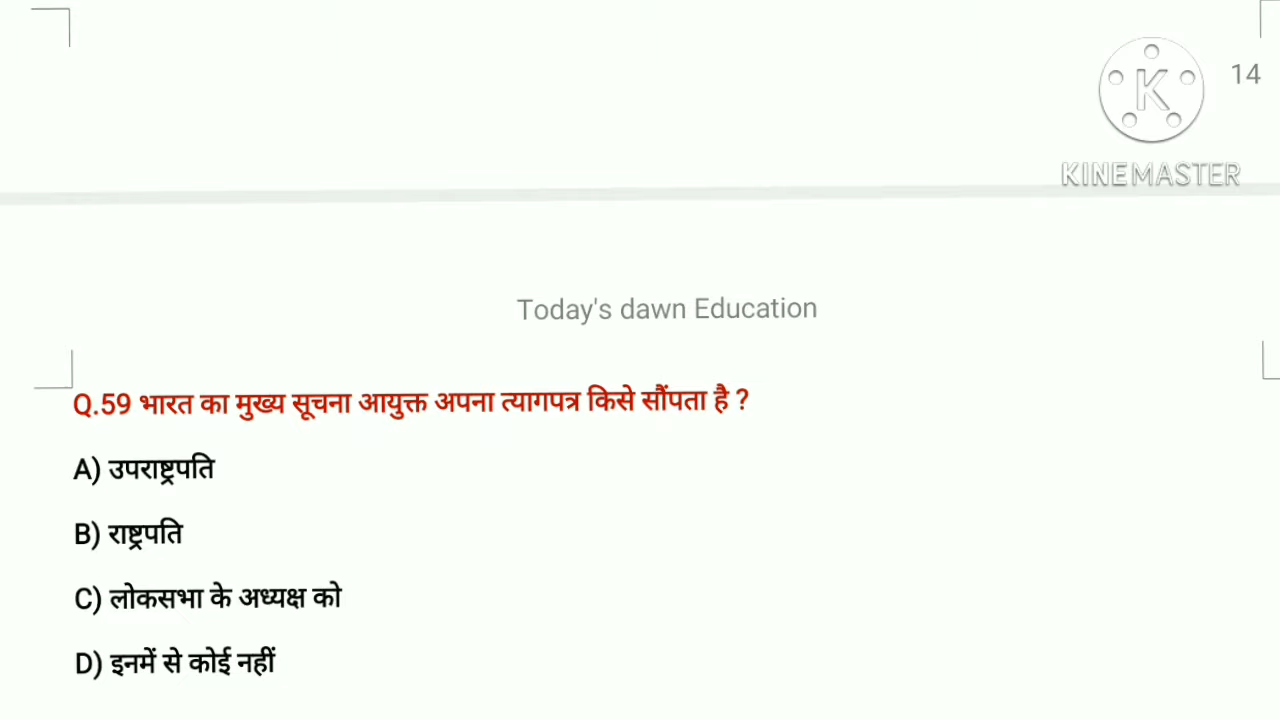 14
K
KINEMASTER
Today's dawn Education
Q.59 भारत का मुख्य सूचना आयुक्त अपना त्यागपत्र किसे सौंपता है ?
A) उपराष्ट्रपति
B) राष्ट्रपति
C) लोकसभा के अध्यक्ष को
D) इनमें से कोई नहीं